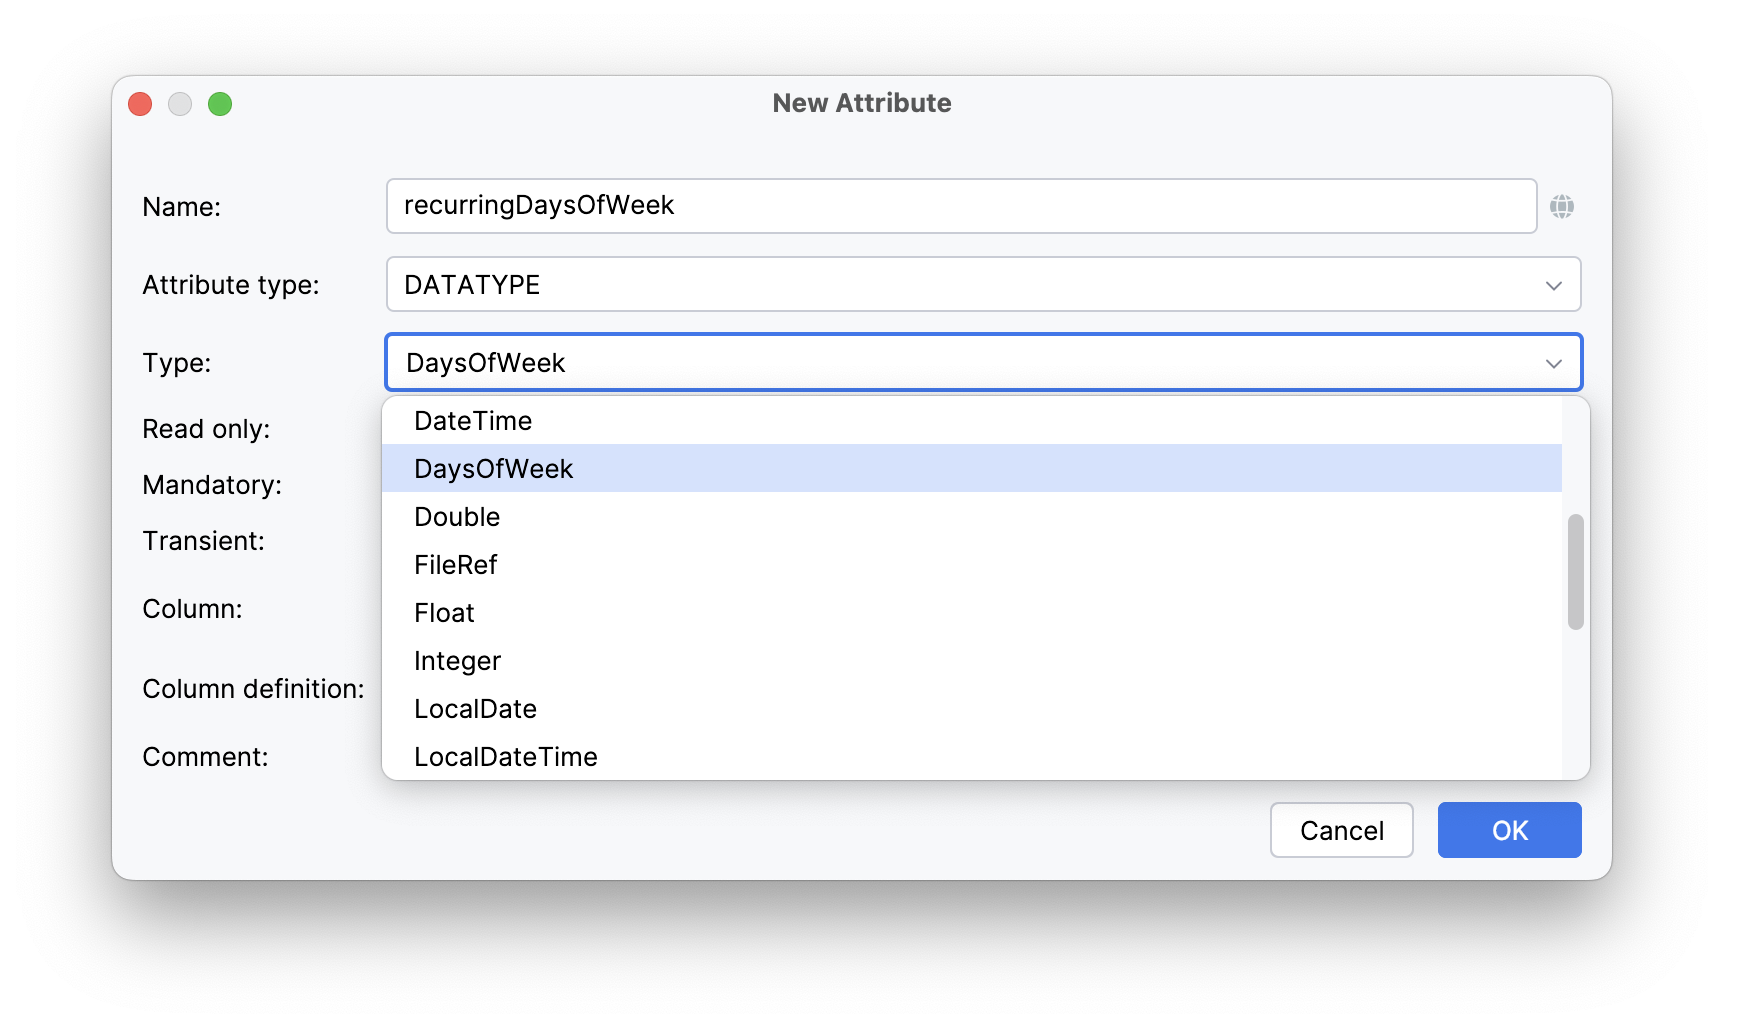 New Attribute
Name: recurringDaysOfWeek
Attribute type: DATATYPE
Type: DaysOfWeek
DateTime
Read only:
DaysOfWeek
Mandatory:
Double
Transient:
FileRef
Column:
Float
Integer
Column definition:
LocalDate
Comment:
LocalDateTime
Cancel OK